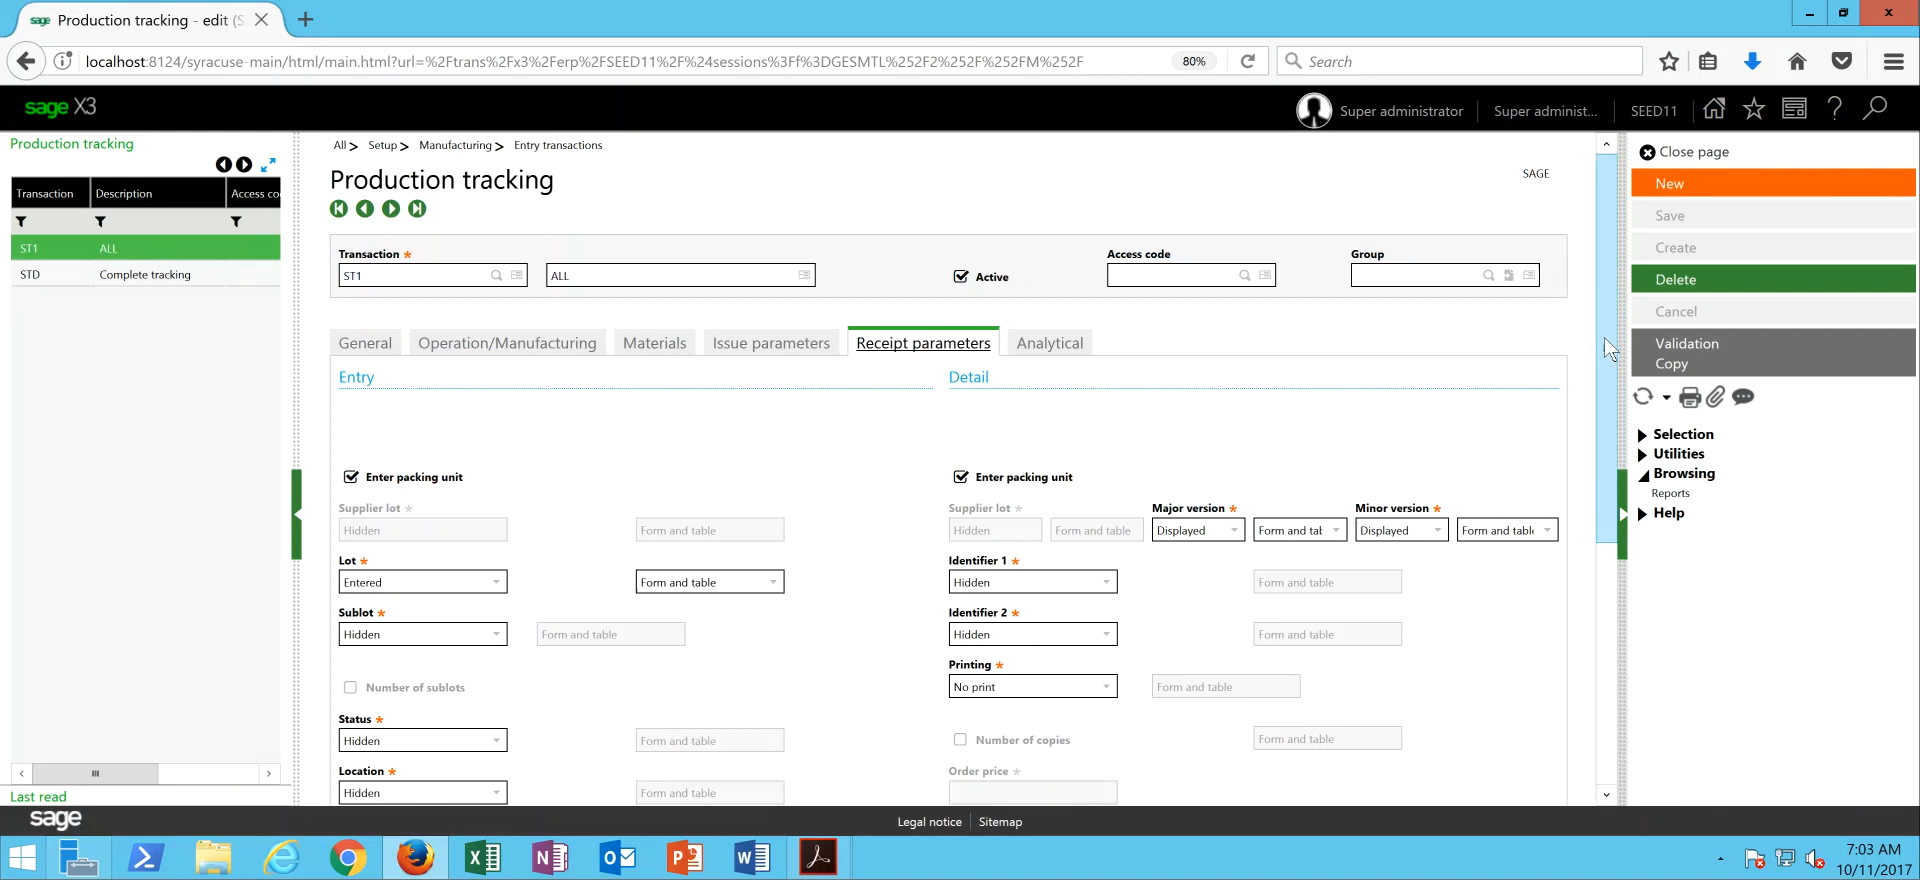 sage Production tracking - edit (S
localhost:8124/syracuse-main/html/main.html?url=%2Ftrans%2Fx3%2Ferp%2FSEED11%2F%24sessions%3Ff%3DGESMTL%252F2%252F%252FM%252F
80%
Search
sage X3
Super administrator
Super administ...
SEED11
Production tracking
Transaction Description Access co
ST1 ALL
STD Complete tracking
Last read
All > Setup > Manufacturing > Entry transactions
Production tracking
SAGE
Transaction * Access code Group
ST1 ALL Active
General Operation/Manufacturing Materials Issue parameters Receipt parameters Analytical
Entry
Enter packing unit
Supplier lot *
Hidden Form and table
Lot *
Entered Form and table
Sublot *
Hidden Form and table
Number of sublots
Status *
Hidden Form and table
Location *
Hidden Form and table
Detail
Enter packing unit
Supplier lot * Major version * Minor version *
Hidden Form and table Displayed Form and tab Displayed Form and table
Identifier 1 *
Hidden Form and table
Identifier 2 *
Hidden Form and table
Printing *
No print Form and table
Number of copies Form and table
Order price *
Close page
New
Save
Create
Delete
Cancel
Validation
Copy
Selection
Utilities
Browsing
Reports
Help
sage
Legal notice Sitemap
7:03 AM
10/11/2017